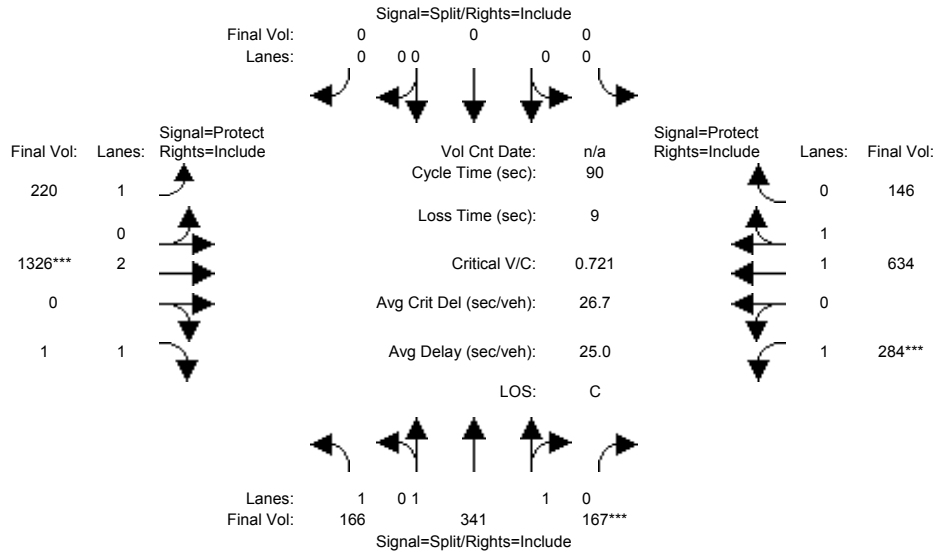 Signal=Split/Rights=Include
Final Vol: 0 0 0
Lanes: 0 0 0 0 0
Signal=Protect Signal=Protect
Final Vol: Lanes: Rights=Include Vol Cnt Date: n/a Rights=Include Lanes: Final Vol:
Cycle Time (sec): 90
220 1 0 146
Loss Time (sec): 9
0 1
1326*** 2 Critical V/C: 0.721 1 634
0 Avg Crit Del (sec/veh): 26.7 0
1 1 Avg Delay (sec/veh): 25.0 1 284***
LOS: C
Lanes: 1 0 1 1 0
Final Vol: 166 341 167***
Signal=Split/Rights=Include